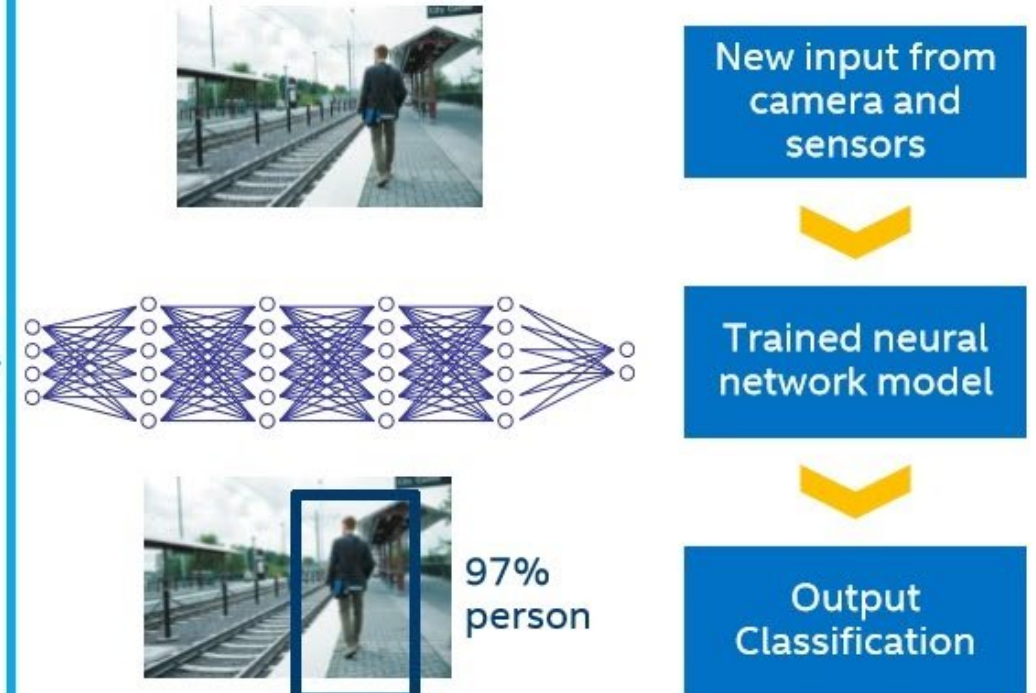 New input from
camera and
sensors
Trained neural
network model
97%
person
Output
Classification